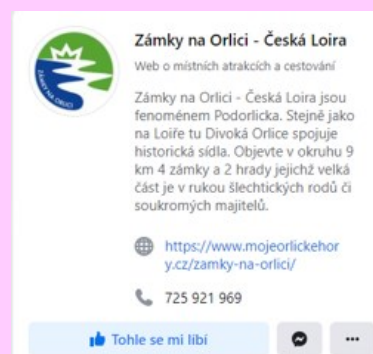 Zámky na Orlici - Česká Loira
Web o místních atrakcích a cestování
Zámky na Orlici - Česká Loira jsou
fenoménem Podorlicka. Stejně jako
na Loiře tu Divoká Orlice spojuje
historická sídla. Objevte v okruhu 9
km 4 zámky a 2 hrady jejichž velká
část je v rukou šlechtických rodů či
soukromých majitelů.
https://www.mojeorlickehor
y.cz/zamky-na-orlici/
725 921 969
Tohle se mi líbí
ZÁMKY NA ORLICI